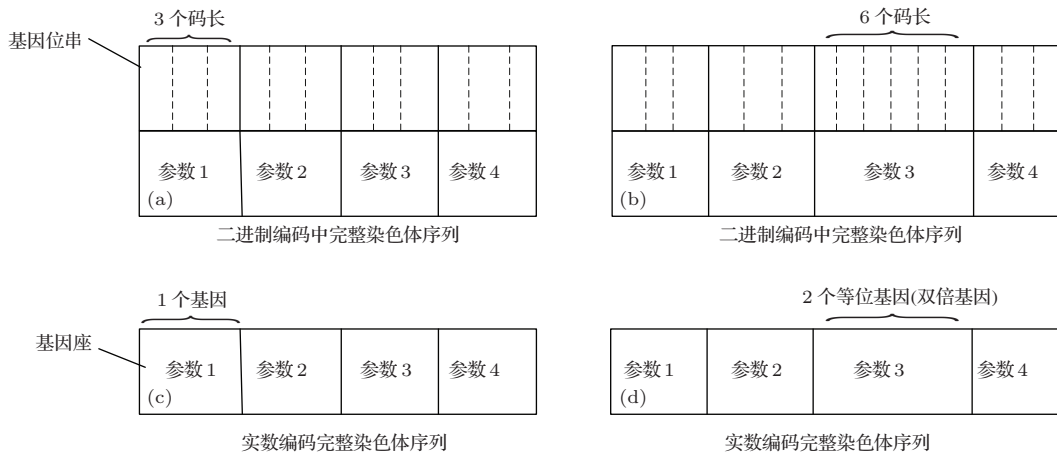 3 个码长
基因位串
参数 1
参数 2
参数 3
参数 4
(a)
二进制编码中完整染色体序列
6 个码长
参数 1
参数 2
参数 3
参数 4
(b)
二进制编码中完整染色体序列
1 个基因
基因座
参数 1
参数 2
参数 3
参数 4
(c)
实数编码完整染色体序列
2 个等位基因(双倍基因)
参数 1
参数 2
参数 3
参数 4
(d)
实数编码完整染色体序列